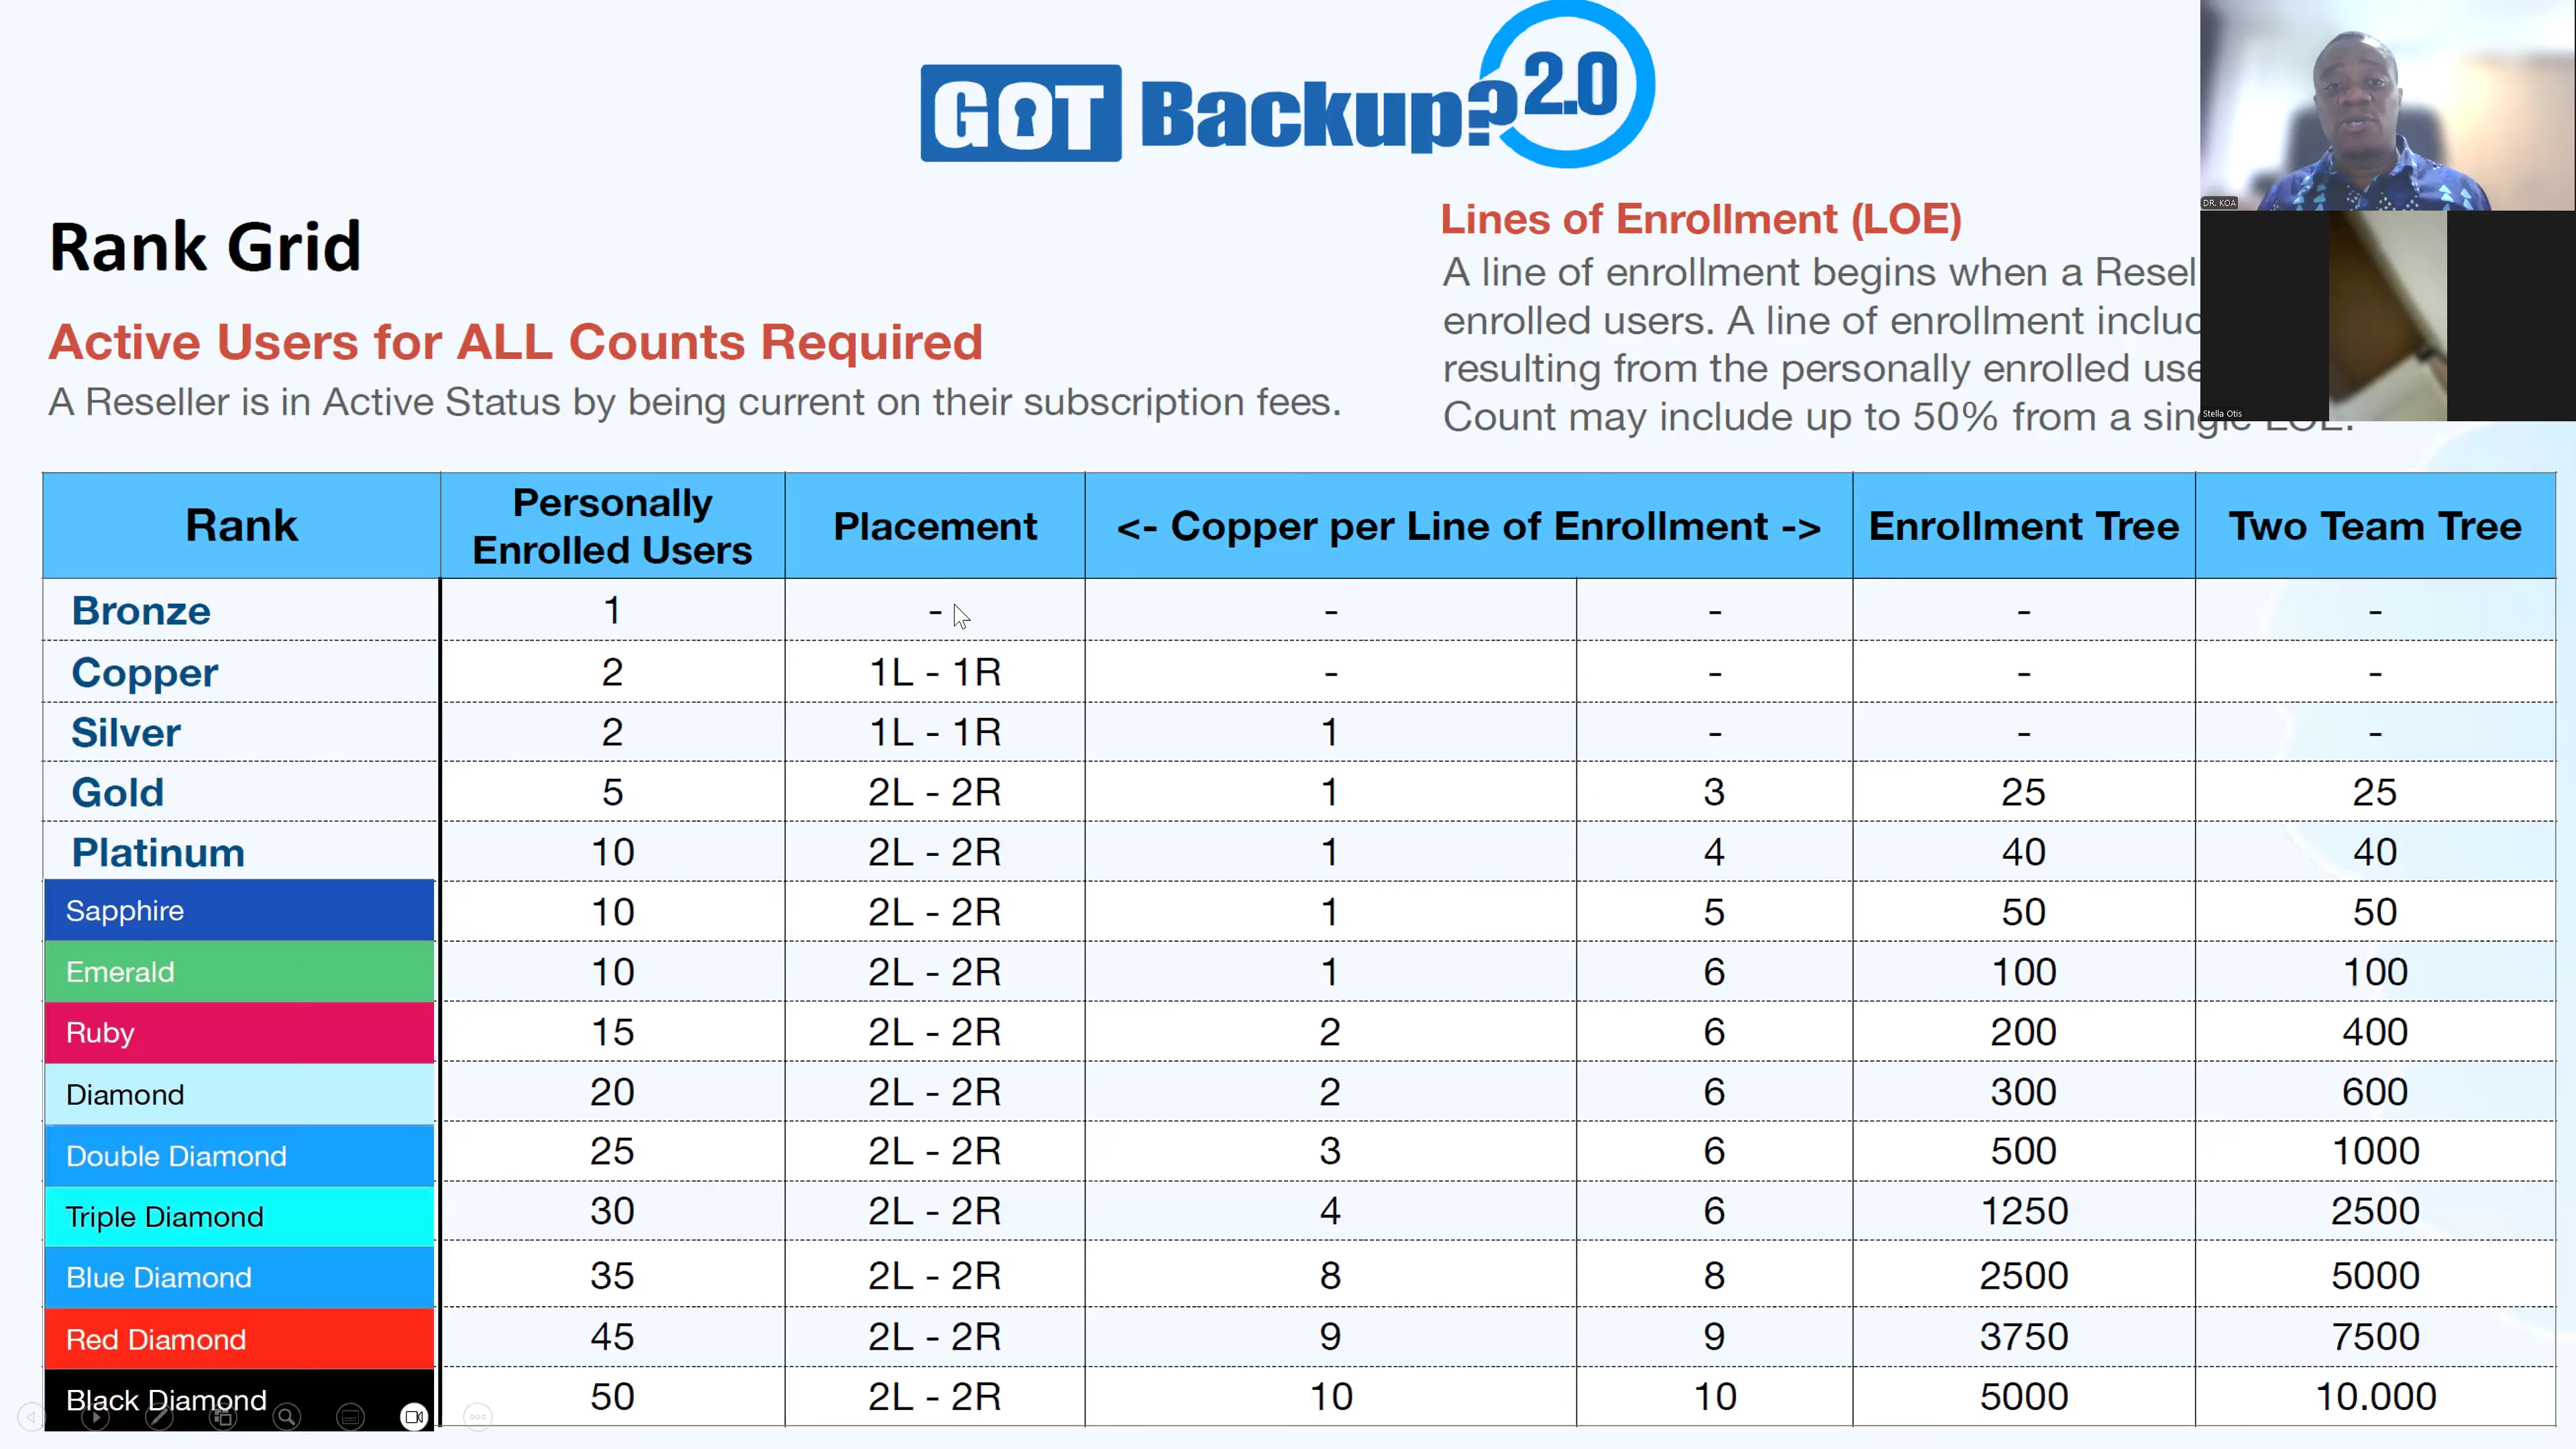 GOT Backup? 2.0
DR. KOA
Stella Otis
Rank Grid
Active Users for ALL Counts Required
A Reseller is in Active Status by being current on their subscription fees.
Lines of Enrollment (LOE)
A line of enrollment begins when a
enrolled users. A line of enrollment
resulting from the personally enrolled
Count may include up to 50% from a single LOE.
Rank Personally Enrolled Users Placement <- Copper per Line of Enrollment -> Enrollment Tree Two Team Tree
Bronze 1 - - - - -
Copper 2 1L - 1R - - - -
Silver 2 1L - 1R 1 - - -
Gold 5 2L - 2R 1 3 25 25
Platinum 10 2L - 2R 1 4 40 40
Sapphire 10 2L - 2R 1 5 50 50
Emerald 10 2L - 2R 1 6 100 100
Ruby 15 2L - 2R 2 6 200 400
Diamond 20 2L - 2R 2 6 300 600
Double Diamond 25 2L - 2R 3 6 500 1000
Triple Diamond 30 2L - 2R 4 6 1250 2500
Blue Diamond 35 2L - 2R 8 8 2500 5000
Red Diamond 45 2L - 2R 9 9 3750 7500
Black Diamond 50 2L - 2R 10 10 5000 10.000